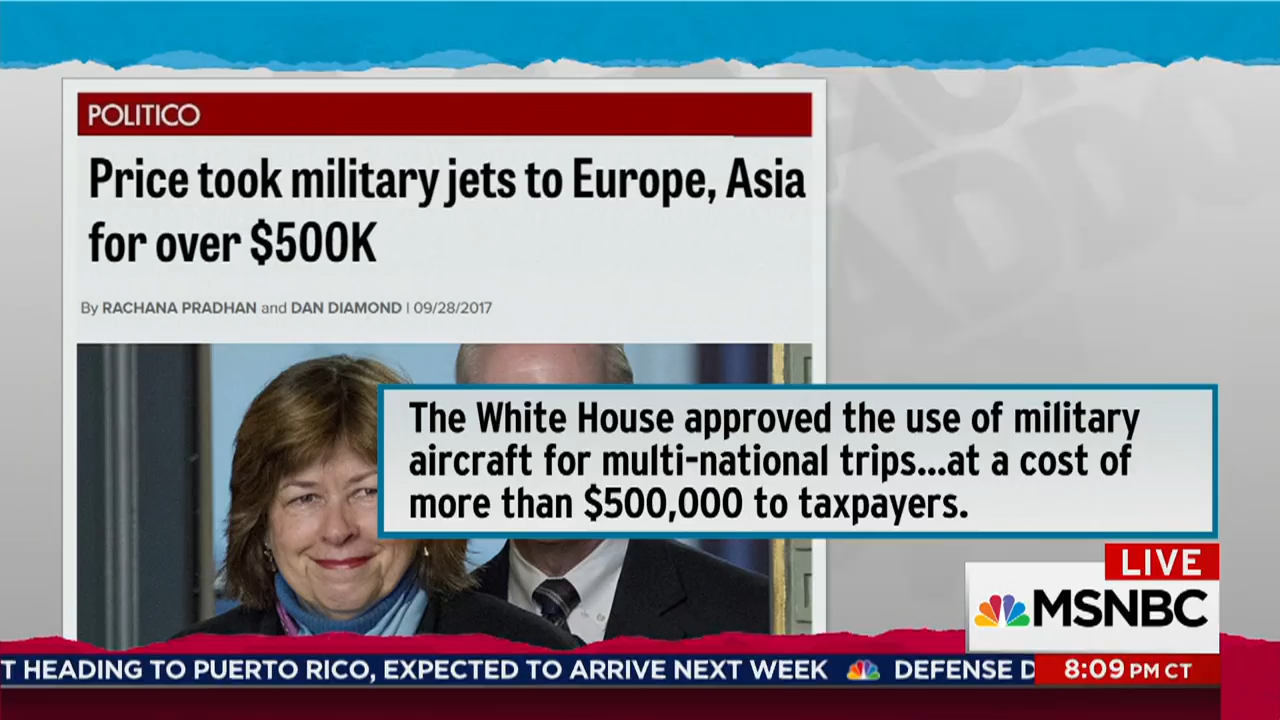 POLITICO
Price took military jets to Europe, Asia
for over $500K
By RACHANA PRADHAN and DAN DIAMOND | 09/28/2017
The White House approved the use of military
aircraft for multi-national trips...at a cost of
more than $500,000 to taxpayers.
LIVE
MSNBC
T HEADING TO PUERTO RICO, EXPECTED TO ARRIVE NEXT WEEK DEFENSE D
8:09 PM CT